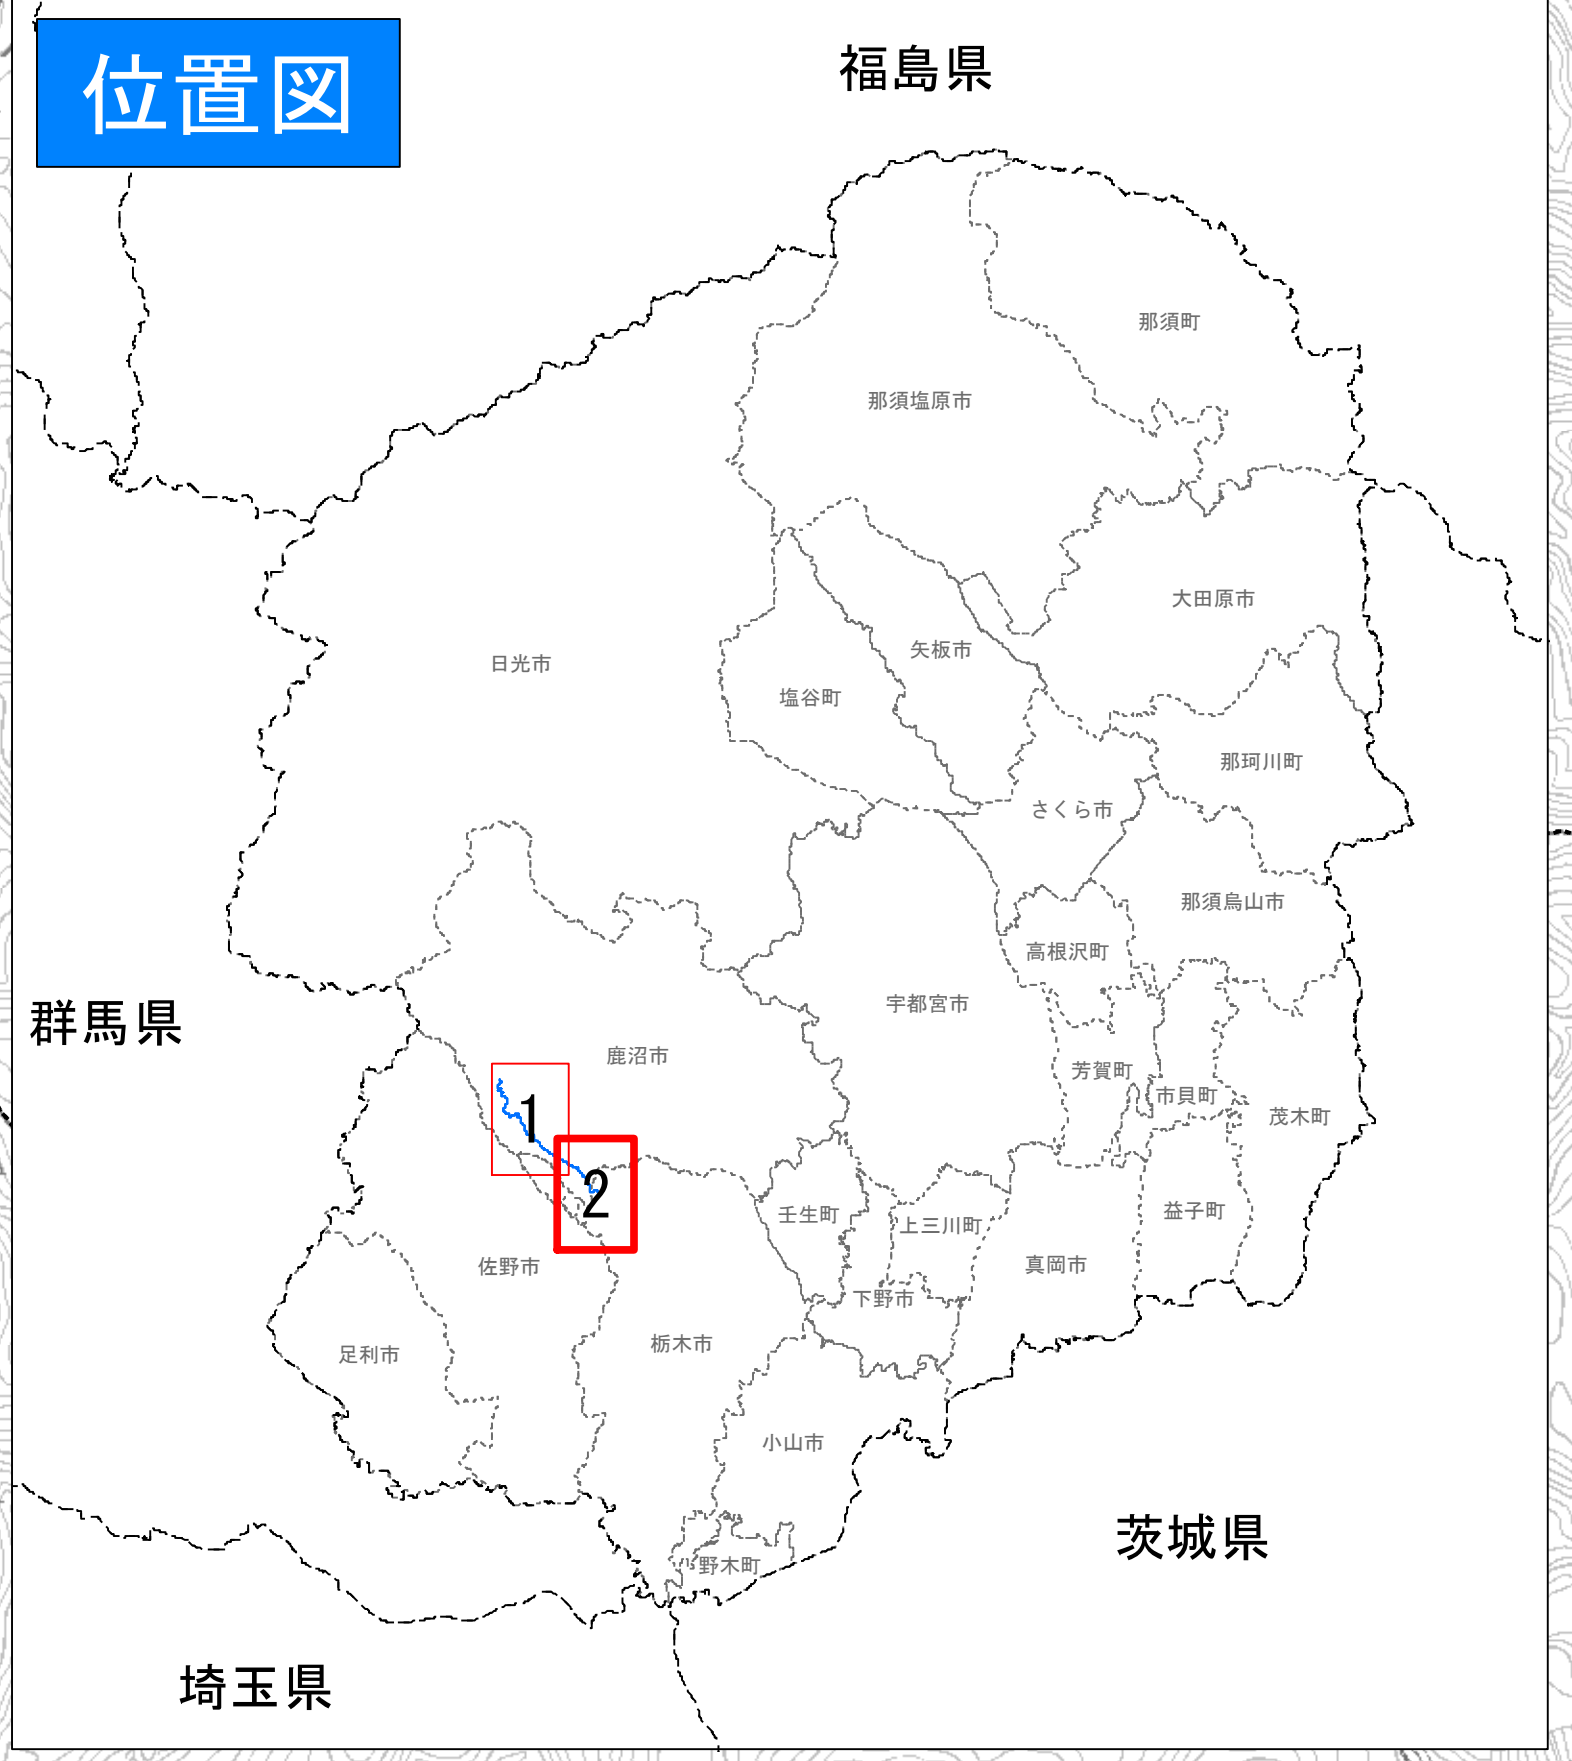 位置図
福島県
那須町
那須塩原市
大田原市
矢板市
日光市
塩谷町
那珂川町
さくら市
那須烏山市
高根沢町
宇都宮市
群馬県
鹿沼市
芳賀町
市貝町
茂木町
1
2
壬生町
上三川町
益子町
佐野市
真岡市
下野市
栃木市
足利市
小山市
茨城県
野木町
埼玉県